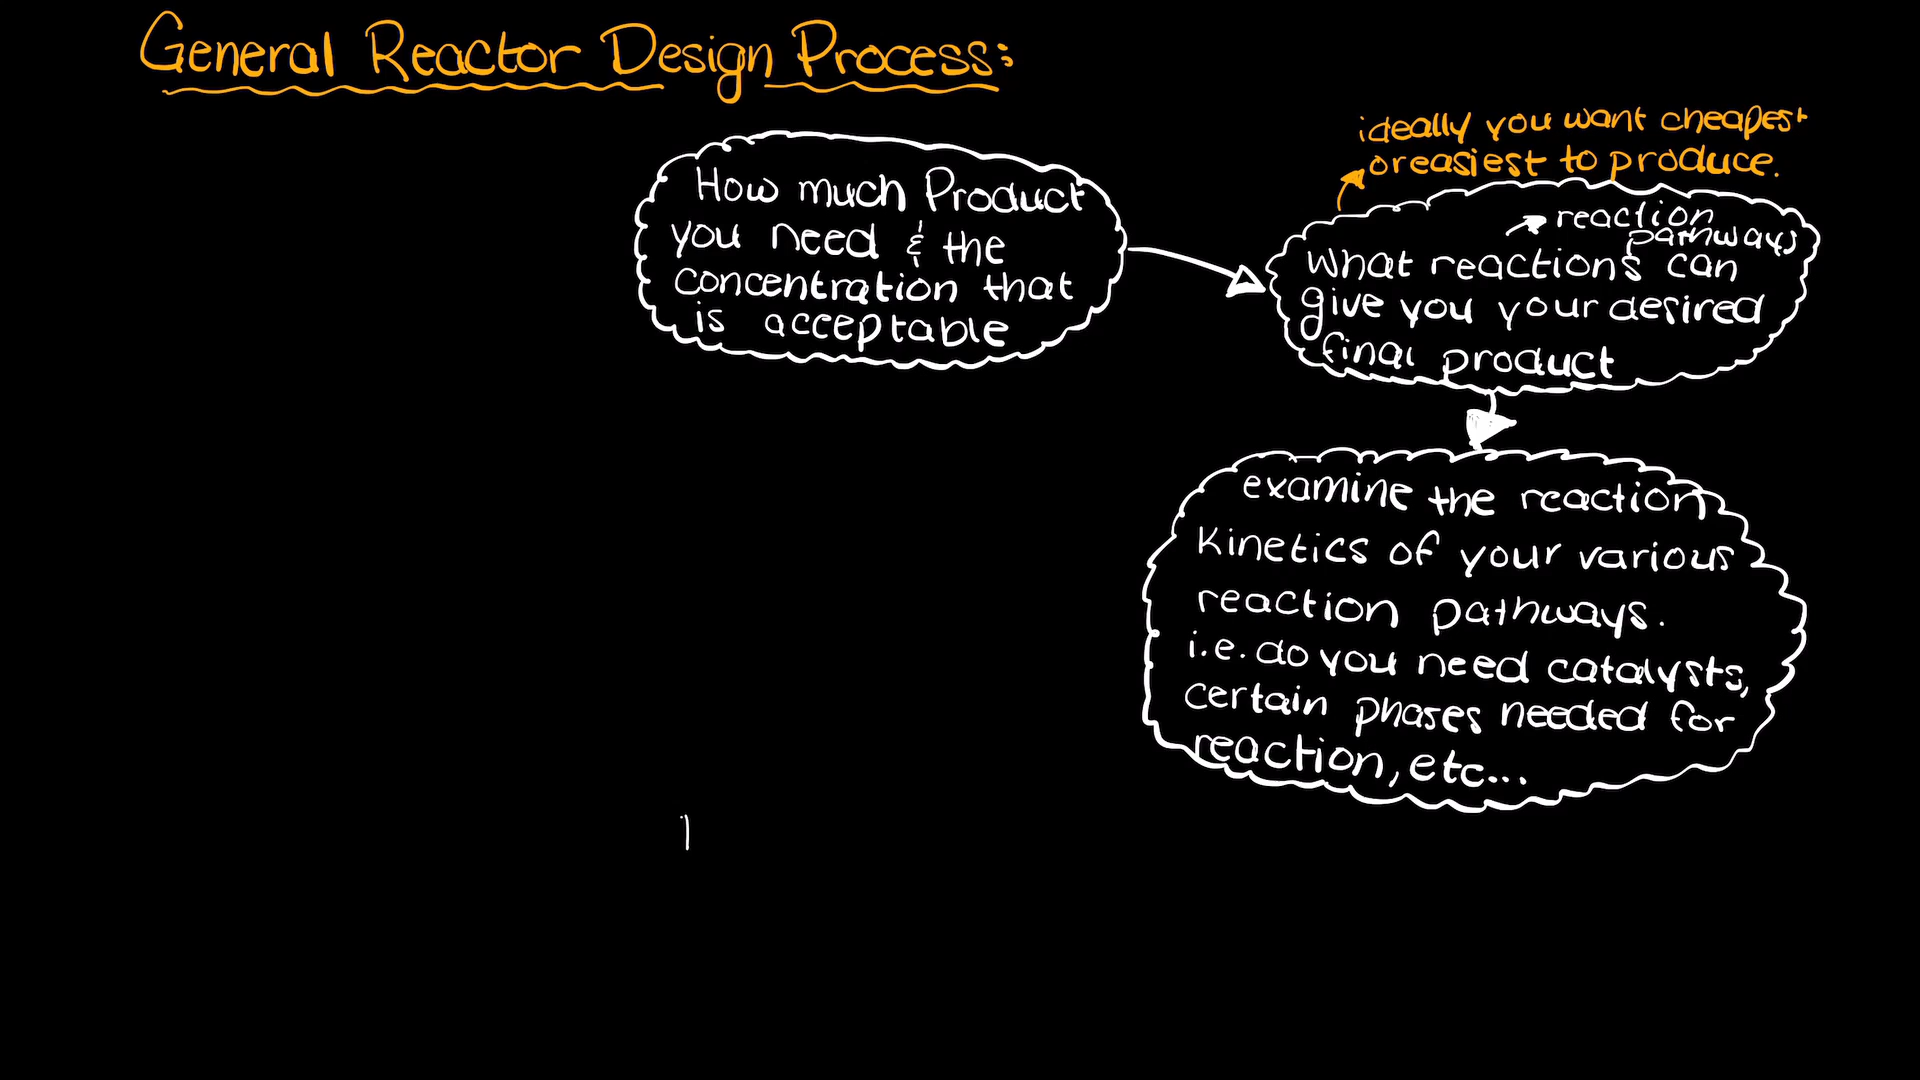 General Reactor Design Process:
ideally you want cheapest
or easiest to produce.
How much Product
you need & the
concentration that
is acceptable
reaction
pathways
What reactions can
give you your desired
final product
examine the reaction
Kinetics of your various
reaction pathways.
i.e. do you need catalysts,
certain phases needed for
reaction, etc...